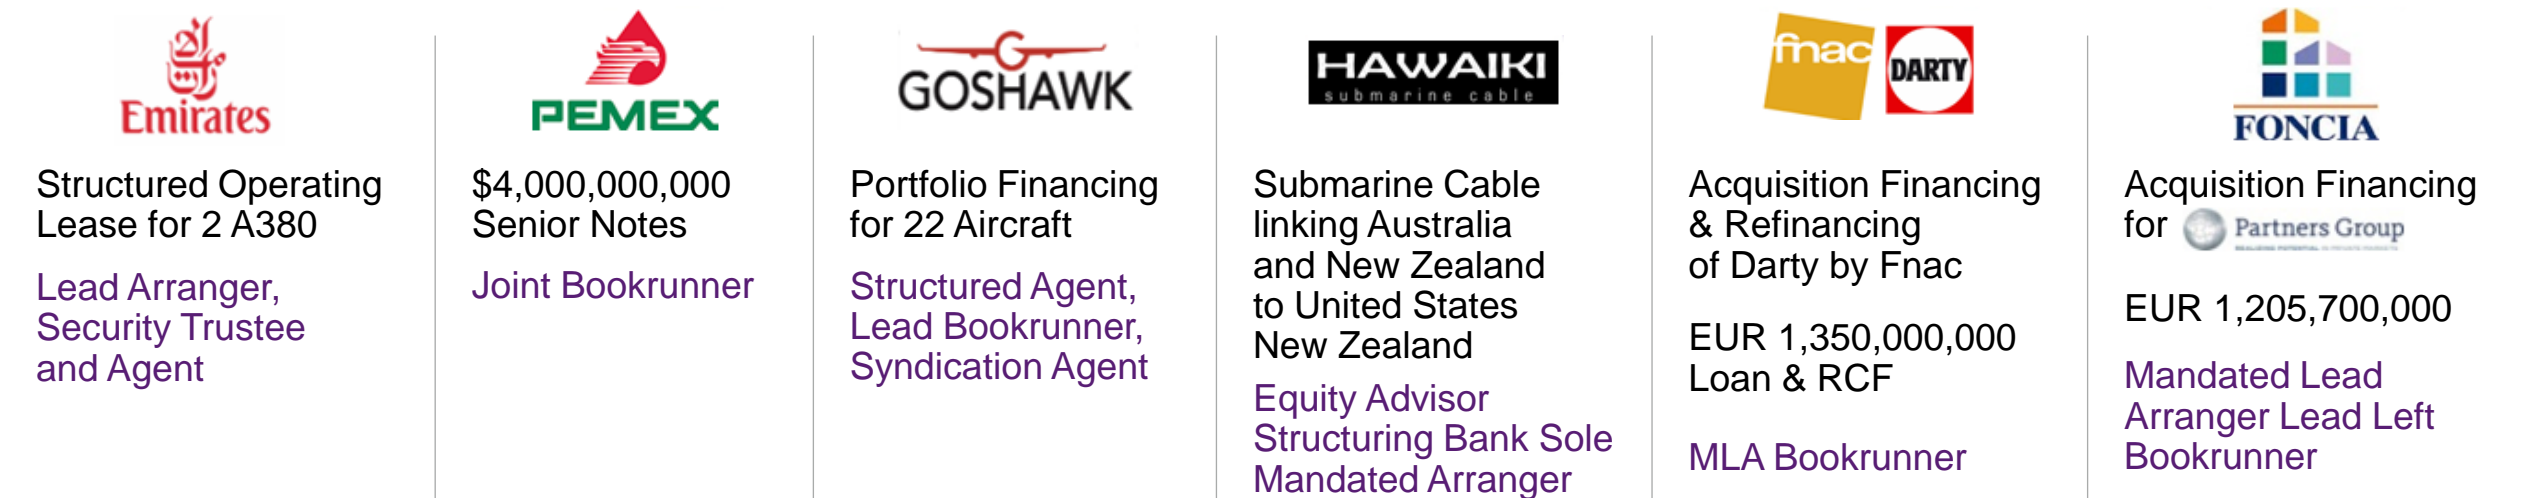 Emirates
Structured Operating
Lease for 2 A380
Lead Arranger,
Security Trustee
and Agent
PEMEX
$4,000,000,000
Senior Notes
Joint Bookrunner
GOSHAWK
Portfolio Financing
for 22 Aircraft
Structured Agent,
Lead Bookrunner,
Syndication Agent
HAWAIKI
submarine cable
Submarine Cable
linking Australia
and New Zealand
to United States
New Zealand
Equity Advisor
Structuring Bank Sole
Mandated Arranger
fnac DARTY
Acquisition Financing
& Refinancing
of Darty by Fnac
EUR 1,350,000,000
Loan & RCF
MLA Bookrunner
FONCIA
Acquisition Financing
for Partners Group
EUR 1,205,700,000
Mandated Lead
Arranger Lead Left
Bookrunner